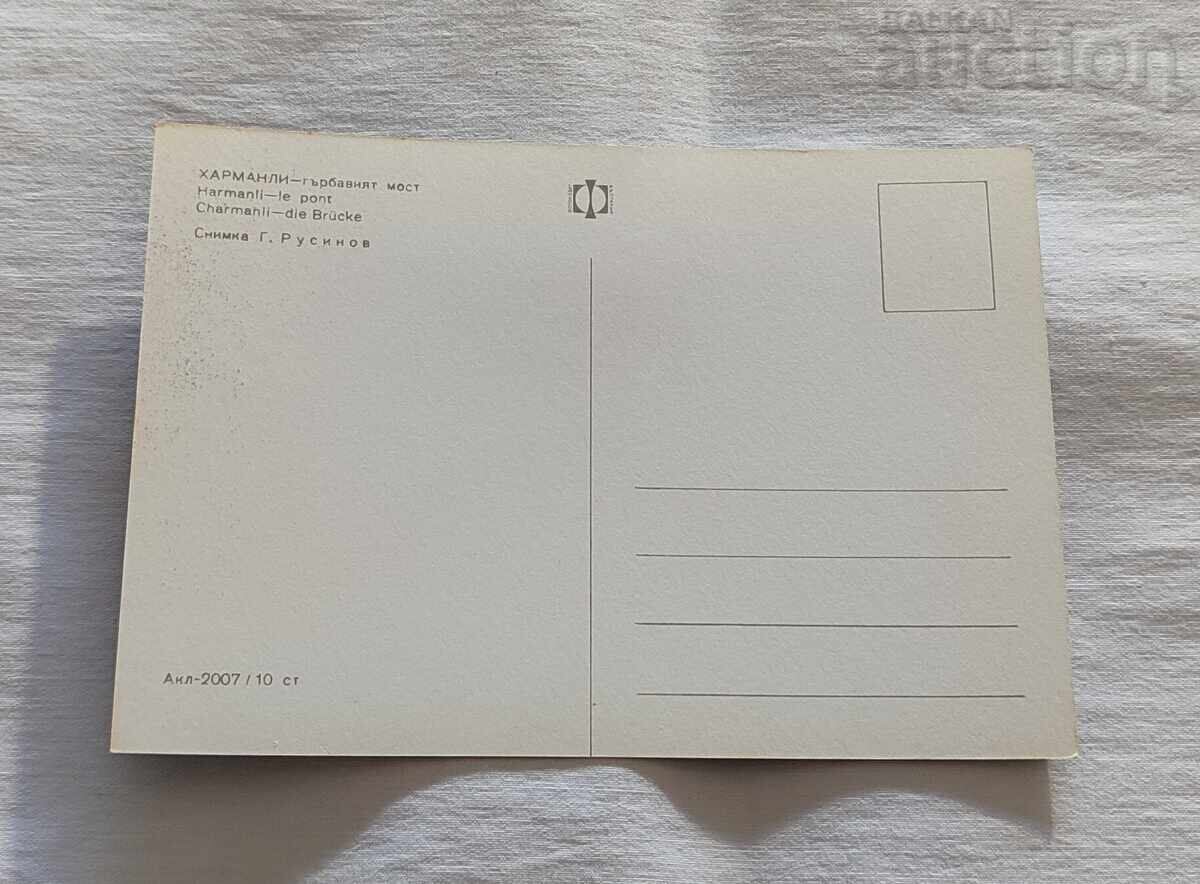 BALKAN
auction
ХАРМАНЛИ—гърбавият мост
Harmanli—le pont
Charmanli—die Brücke
Снимка Г. Русинов
Акл-2007 / 10 ст